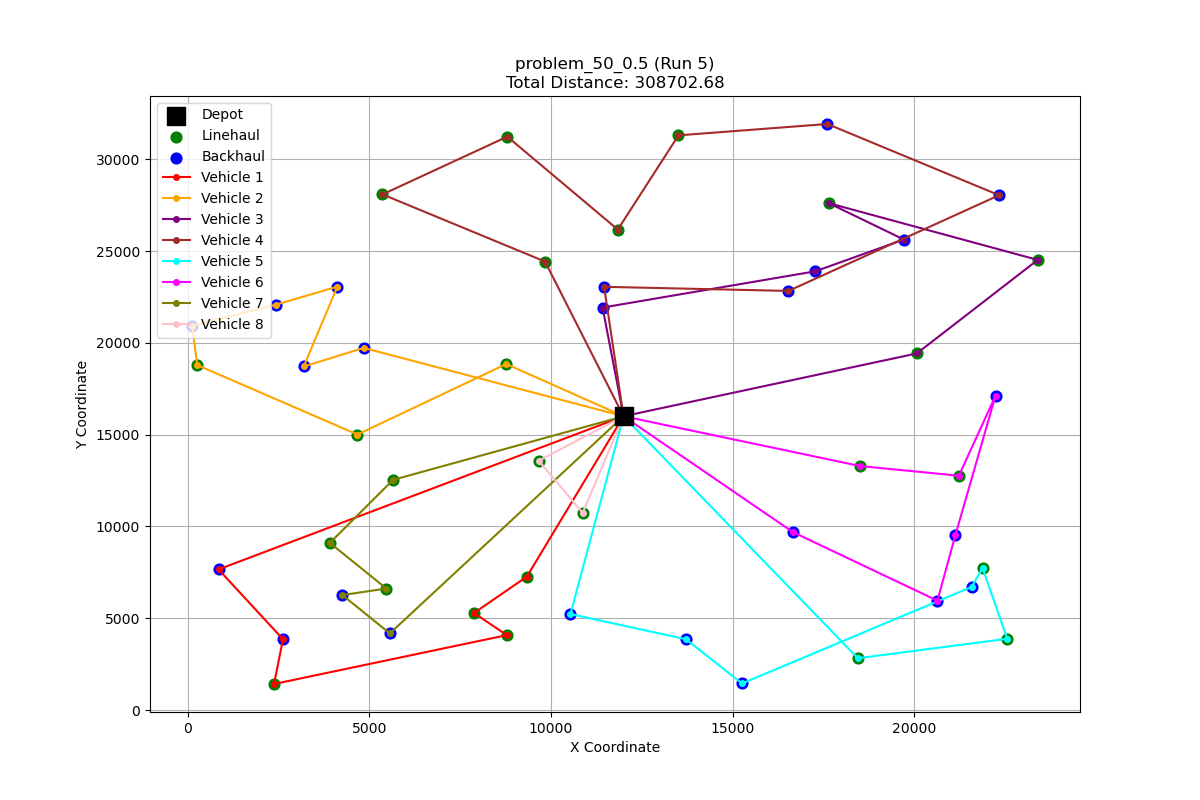 problem_50_0.5 (Run 5)
Total Distance: 308702.68
Depot
Linehaul
Backhaul
Vehicle 1
Vehicle 2
Vehicle 3
Vehicle 4
Vehicle 5
Vehicle 6
Vehicle 7
Vehicle 8
30000
25000
20000
15000
10000
5000
0
Y Coordinate
0 5000 10000 15000 20000
X Coordinate